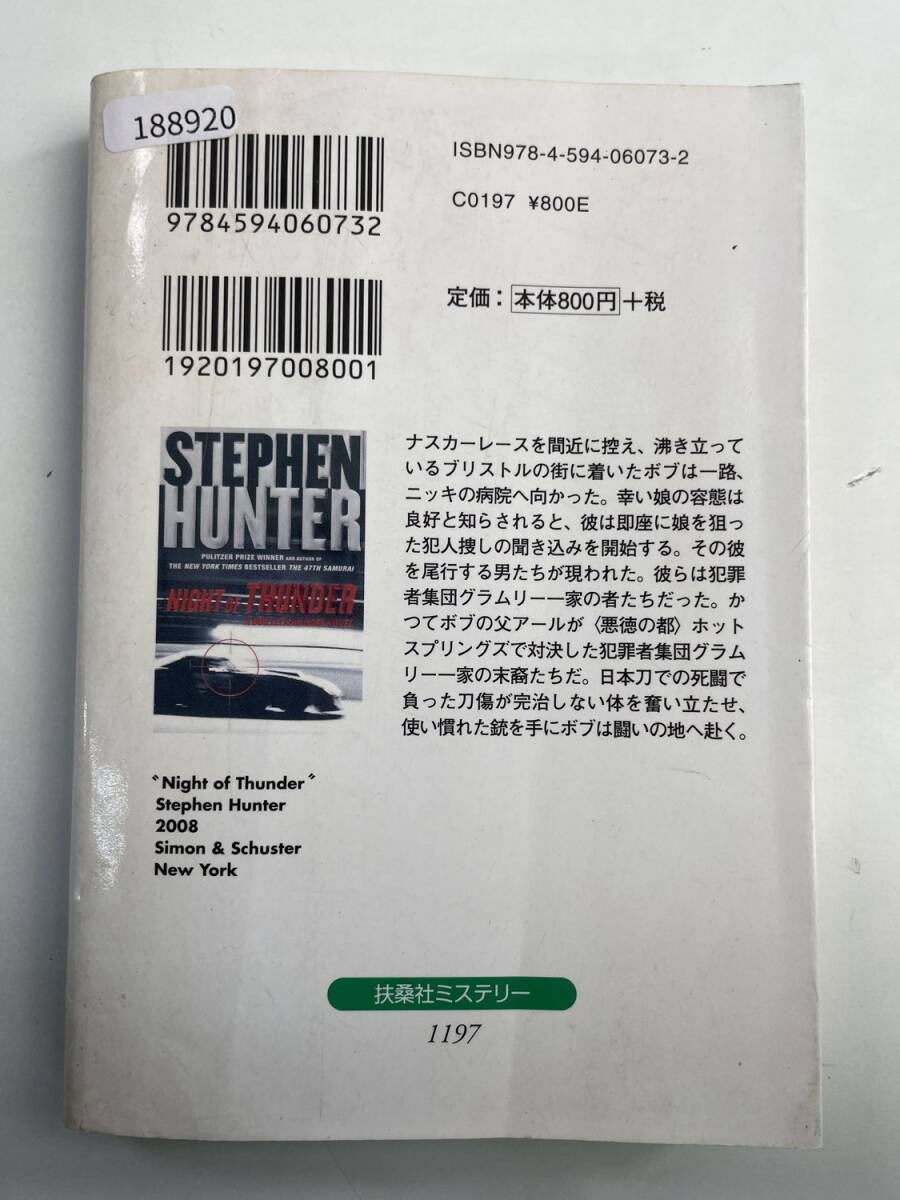 188920
ISBN978-4-594-06073-2
9784594060732
C0197 ¥800E
定価：本体800円+税
1920197008001
STEPHEN
HUNTER
PULITZER PRIZE WINNER AND AUTHOR OF
THE NEW YORK TIMES BESTSELLER THE 47TH SAMURAI
NIGHT OF THUNDER
ナスカーレースを間近に控え、沸き立って
いるブリストルの街に着いたボブは一路、
ニッキの病院へ向かった。幸い娘の容態は
良好と知らされると、彼は即座に娘を狙っ
た犯人捜しの聞き込みを開始する。その彼
を尾行する男たちが現われた。彼らは犯罪
者集団グラムリー一家の者たちだった。か
つてボブの父アールが〈悪徳の都〉ホット
スプリングズで対決した犯罪者集団グラム
リー一家の末裔たちだ。日本刀での死闘で
負った刀傷が完治しない体を奮い立たせ、
使い慣れた銃を手にボブは闘いの地へ赴く。
〝Night of Thunder〟
Stephen Hunter
2008
Simon & Schuster
New York
扶桑社ミステリー
1197